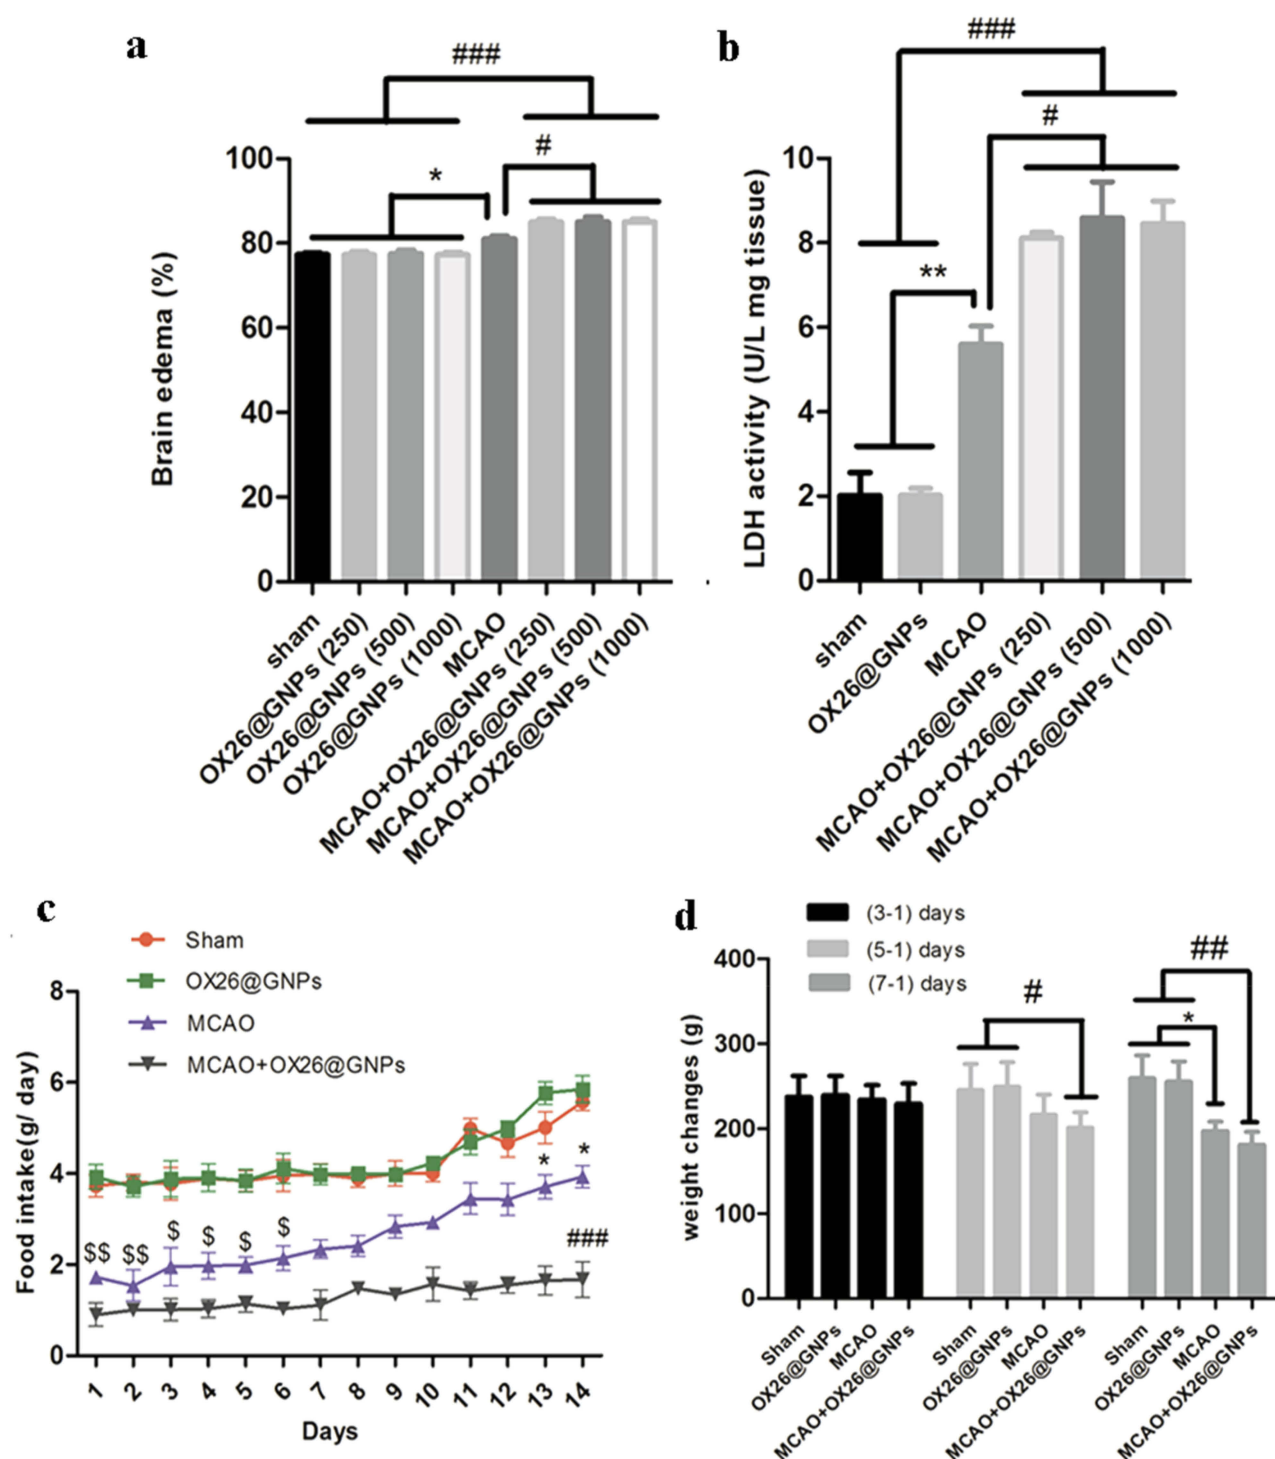 a
###
#
*
100
80
60
40
20
0
Brain edema (%)
sham
OX26@GNPs (250)
OX26@GNPs (500)
OX26@GNPs (1000)
MCAO
MCAO+OX26@GNPs (250)
MCAO+OX26@GNPs (500)
MCAO+OX26@GNPs (1000)
b
###
#
**
10
8
6
4
2
0
LDH activity (U/L mg tissue)
sham
OX26@GNPs
MCAO
MCAO+OX26@GNPs (250)
MCAO+OX26@GNPs (500)
MCAO+OX26@GNPs (1000)
c
Sham
OX26@GNPs
MCAO
MCAO+OX26@GNPs
8
6
4
2
0
Food intake(g/ day)
$$ $$ $ $ $ $
* *
###
1 2 3 4 5 6 7 8 9 10 11 12 13 14
Days
d
(3-1) days
(5-1) days
(7-1) days
#
##
*
400
300
200
100
0
weight changes (g)
Sham
OX26@GNPs
MCAO
MCAO+OX26@GNPs
Sham
OX26@GNPs
MCAO
MCAO+OX26@GNPs
Sham
OX26@GNPs
MCAO
MCAO+OX26@GNPs